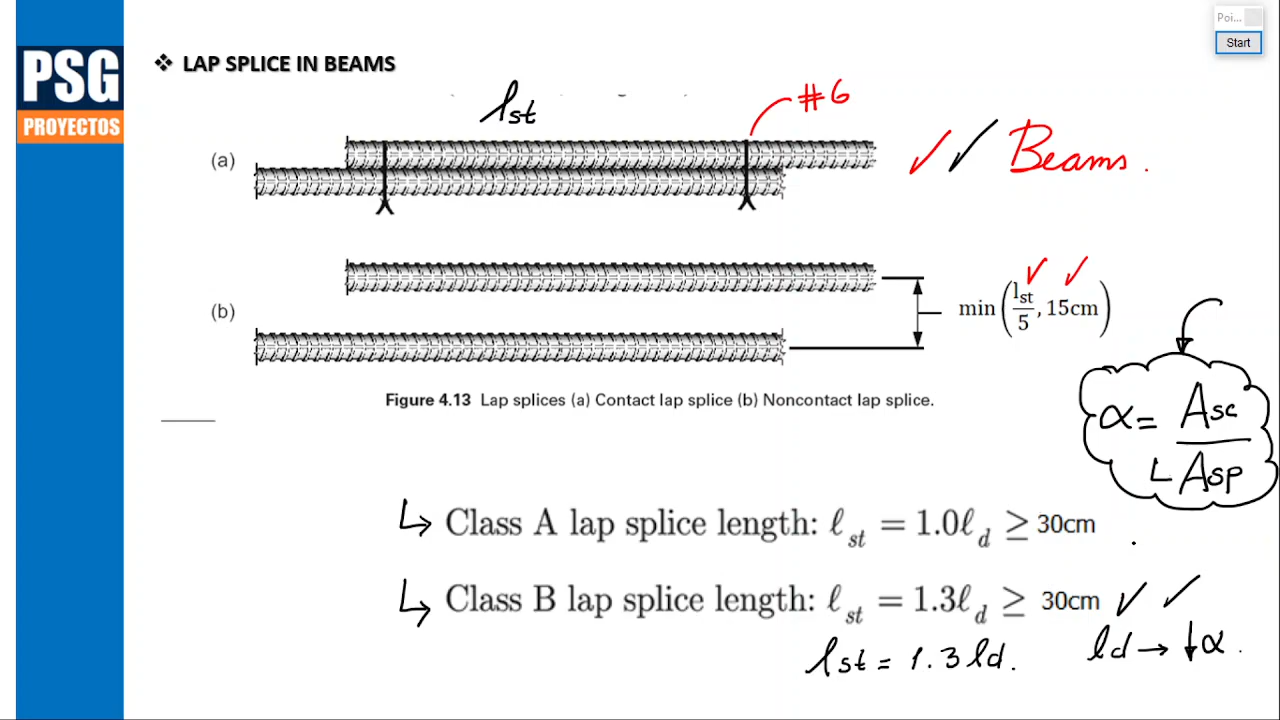 Poi...
Start
PSG
PROYECTOS
❖ LAP SPLICE IN BEAMS
lst
#6
(a)
Beams.
(b)
min (lst/5, 15cm)
Figure 4.13 Lap splices (a) Contact lap splice (b) Noncontact lap splice.
α = Asc / Asp
↳ Class A lap splice length: ℓst = 1.0ℓd ≥ 30cm
↳ Class B lap splice length: ℓst = 1.3ℓd ≥ 30cm
lst = 1.3 ld.
ld → ↓α.